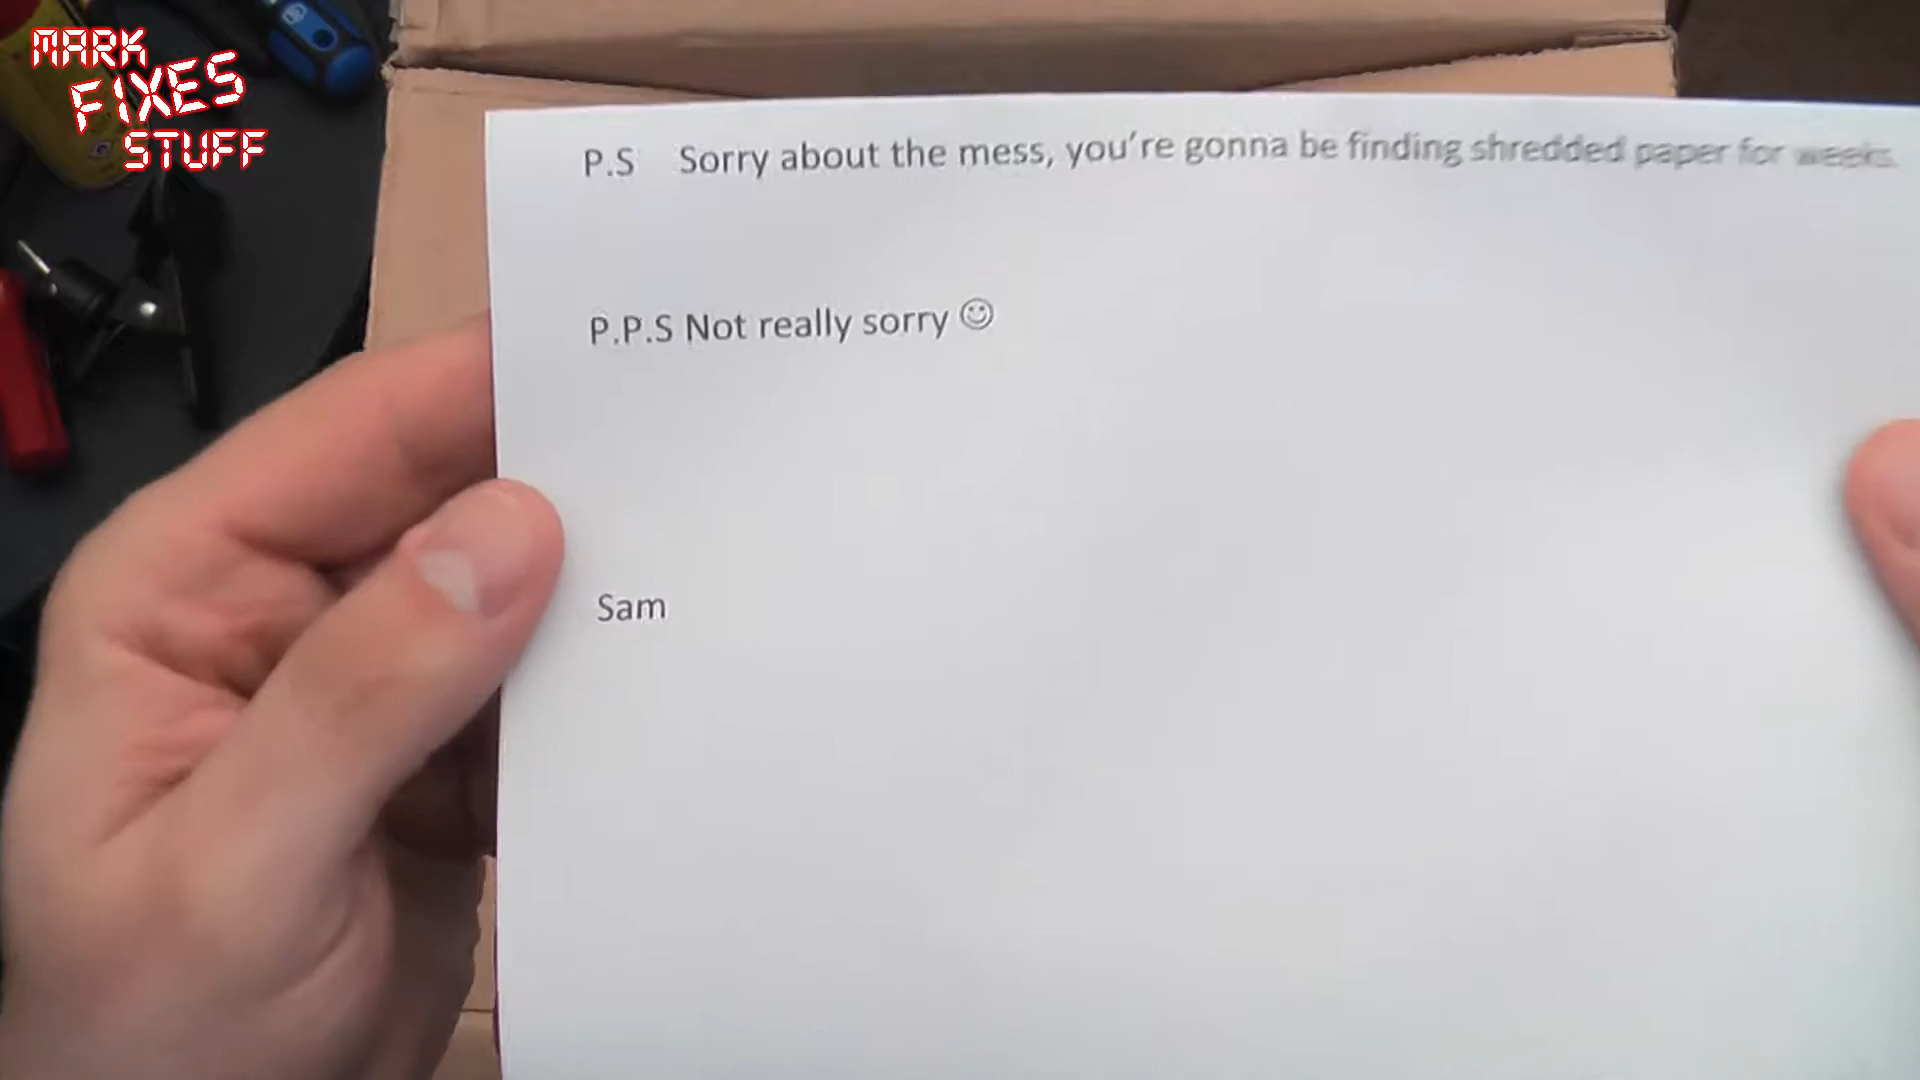 MARK
FIXES
STUFF
P.S Sorry about the mess, you’re gonna be finding shredded paper for weeks.
P.P.S Not really sorry ☺
Sam